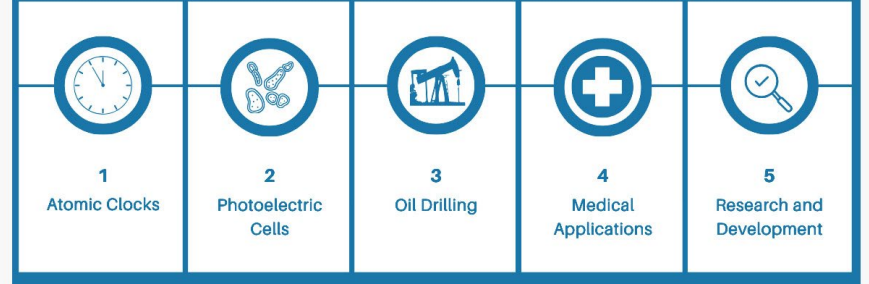 1
Atomic Clocks
2
Photoelectric
Cells
3
Oil Drilling
4
Medical
Applications
5
Research and
Development